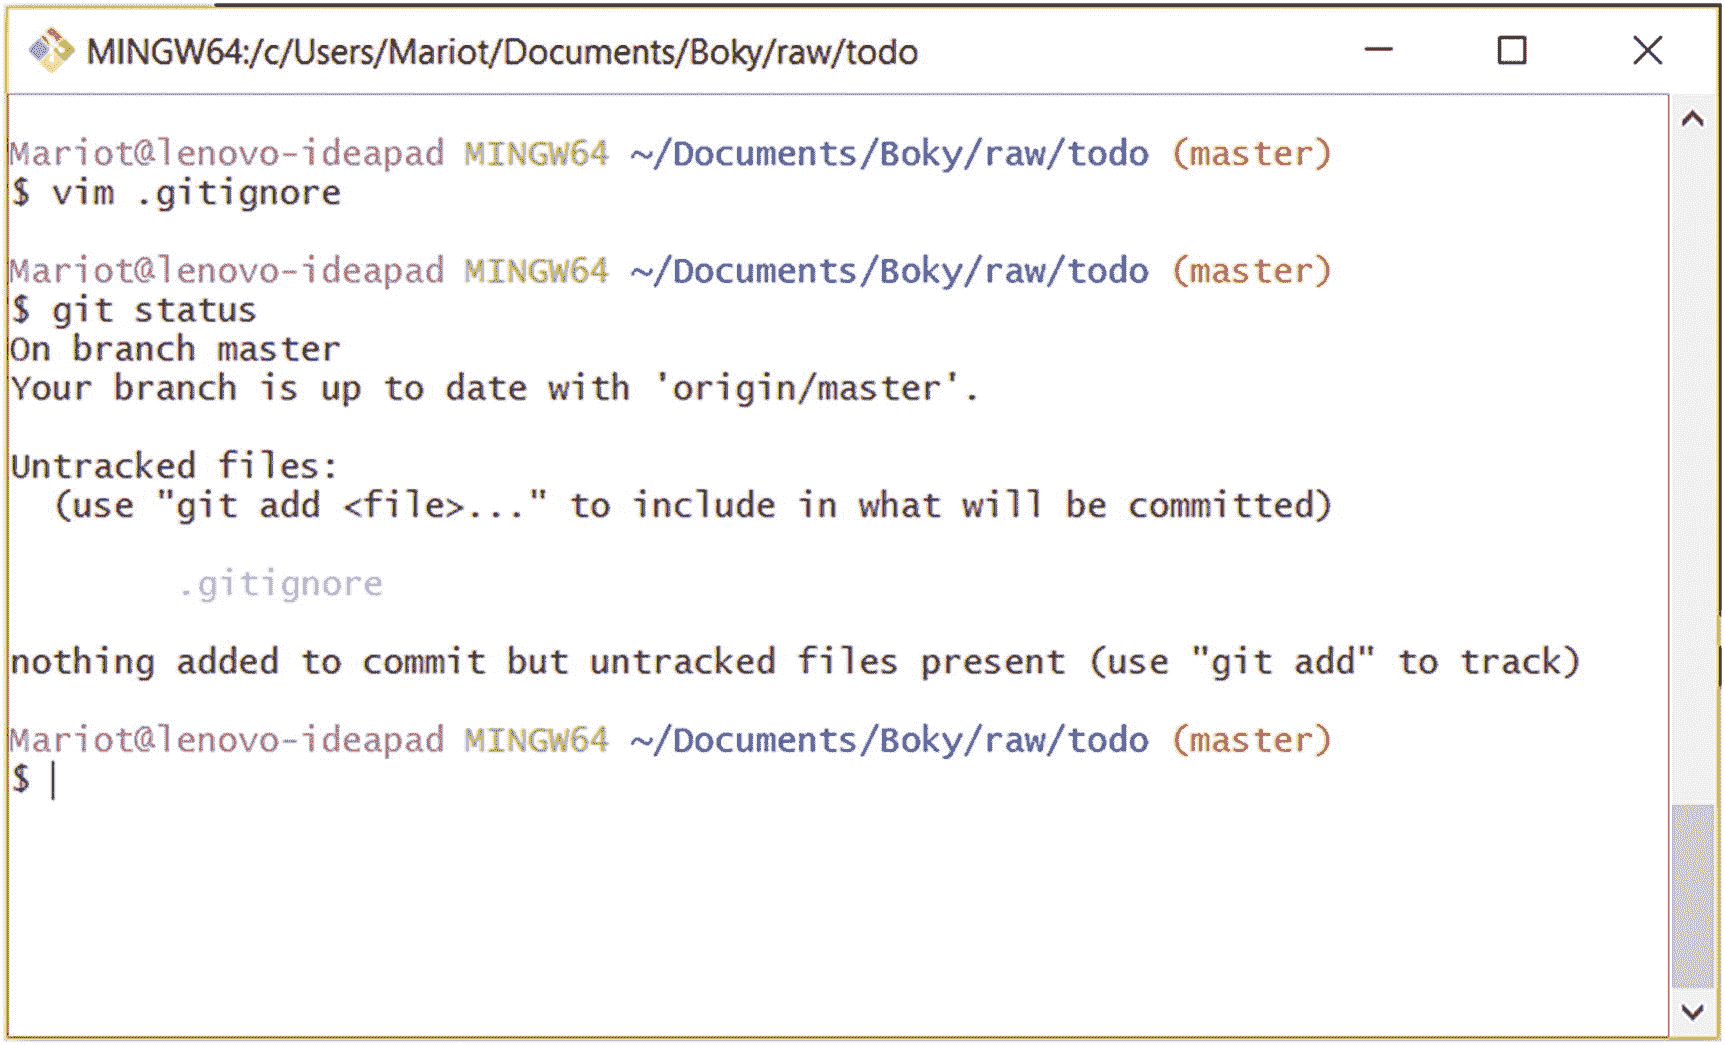 MINGW64:/c/Users/Mariot/Documents/Boky/raw/todo
Mariot@lenovo-ideapad MINGW64 ~/Documents/Boky/raw/todo (master)
$ vim .gitignore
Mariot@lenovo-ideapad MINGW64 ~/Documents/Boky/raw/todo (master)
$ git status
On branch master
Your branch is up to date with 'origin/master'.
Untracked files:
  (use "git add <file>..." to include in what will be committed)
        .gitignore
nothing added to commit but untracked files present (use "git add" to track)
Mariot@lenovo-ideapad MINGW64 ~/Documents/Boky/raw/todo (master)
$